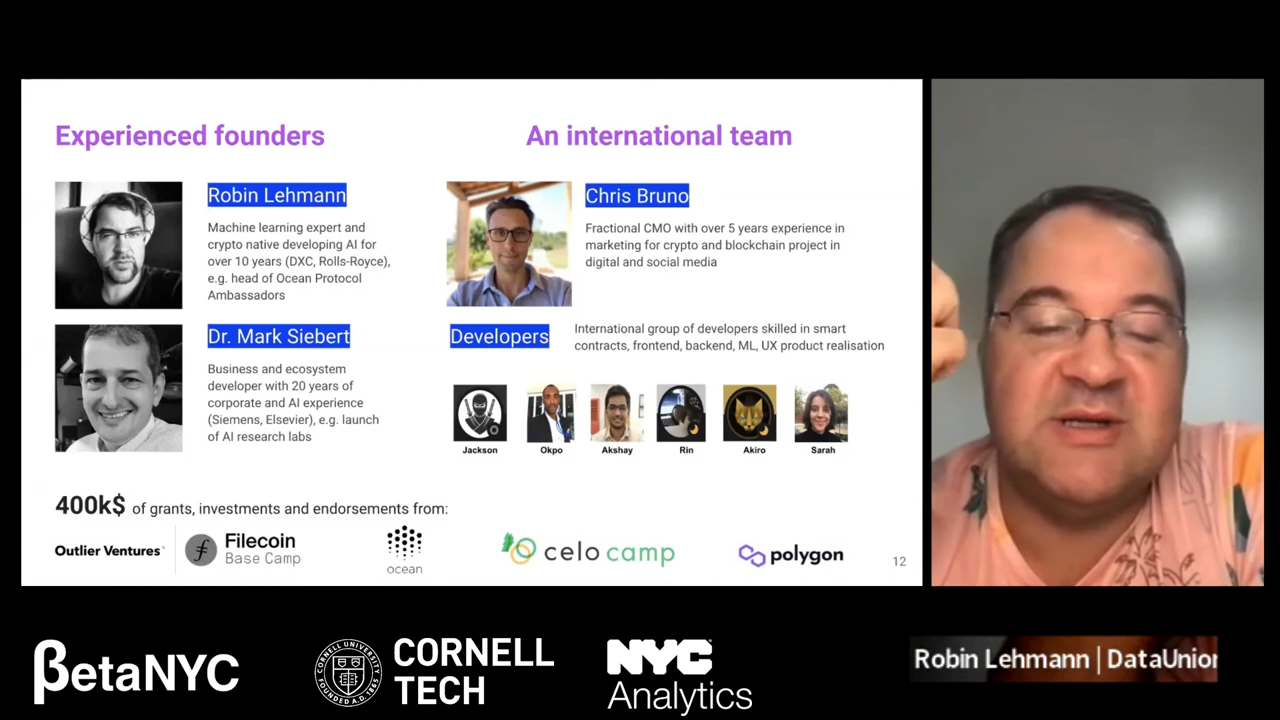 Experienced founders
Robin Lehmann
Machine learning expert and
crypto native developing AI for
over 10 years (DXC, Rolls-Royce),
e.g. head of Ocean Protocol
Ambassadors
Dr. Mark Siebert
Business and ecosystem
developer with 20 years of
corporate and AI experience
(Siemens, Elsevier), e.g. launch
of AI research labs
An international team
Chris Bruno
Fractional CMO with over 5 years experience in
marketing for crypto and blockchain project in
digital and social media
Developers
International group of developers skilled in smart
contracts, frontend, backend, ML, UX product realisation
Jackson
Okpo
Akshay
Rin
Akiro
Sarah
400k$ of grants, investments and endorsements from:
Outlier Ventures
Filecoin
Base Camp
ocean
celo camp
polygon
12
βetaNYC
CORNELL
TECH
NYC
Analytics
Robin Lehmann | DataUnion